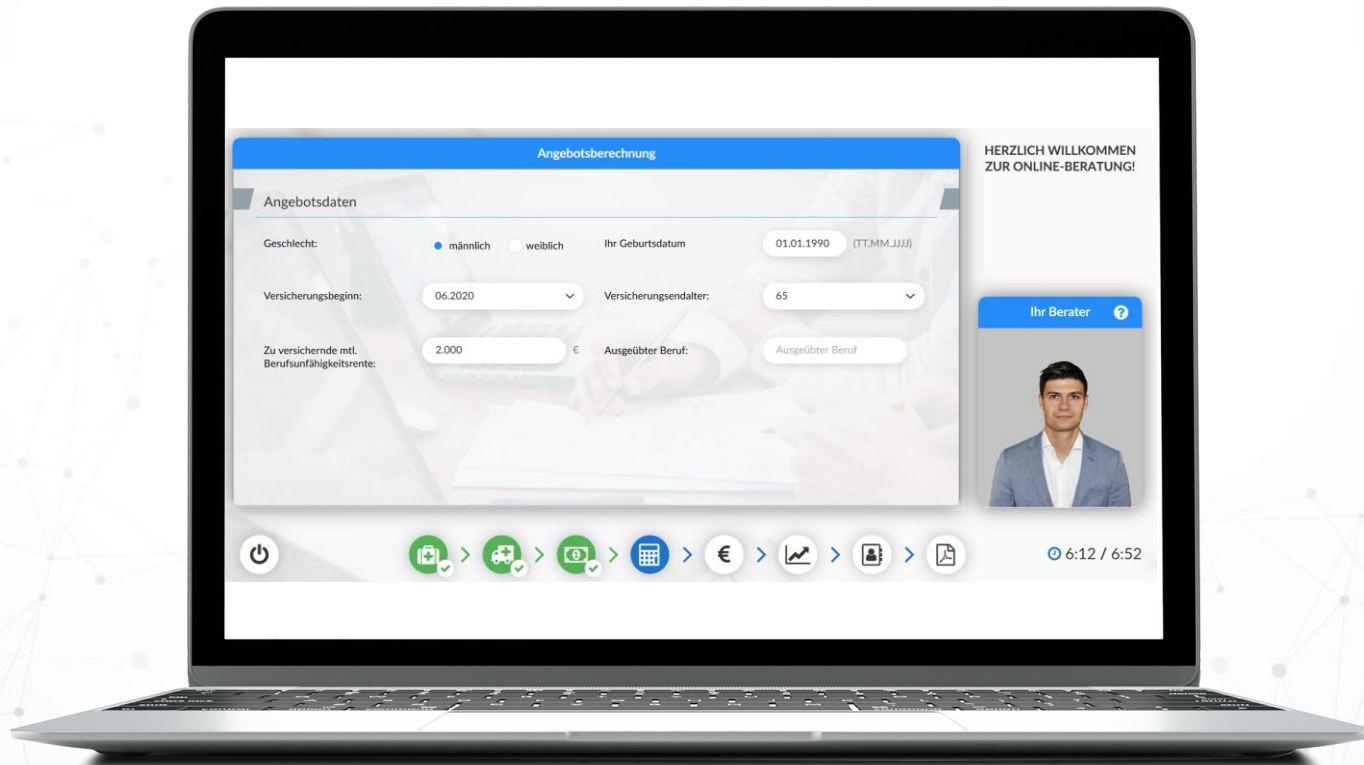 Angebotsberechnung
HERZLICH WILLKOMMEN
ZUR ONLINE-BERATUNG!
Angebotsdaten
Geschlecht: männlich weiblich Ihr Geburtsdatum 01.01.1990 (TT.MM.JJJJ)
Versicherungsbeginn: 06.2020 Versicherungsendalter: 65
Zu versichernde mtl.
Berufsunfähigkeitsrente: 2.000 € Ausgeübter Beruf: Ausgeübter Beruf
Ihr Berater ?
€
6:12 / 6:52